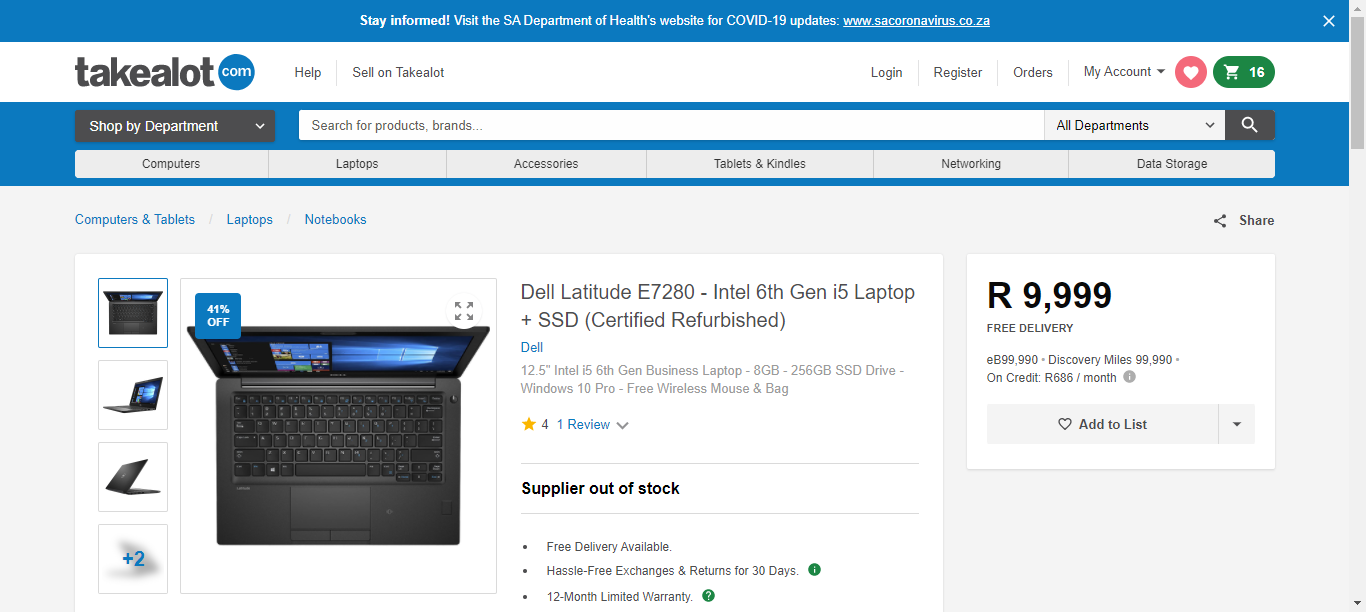 Stay informed! Visit the SA Department of Health's website for COVID-19 updates: www.sacoronavirus.co.za
takealot com
Help
Sell on Takealot
Login
Register
Orders
My Account
16
Shop by Department
Search for products, brands...
All Departments
Computers
Laptops
Accessories
Tablets & Kindles
Networking
Data Storage
Computers & Tablets / Laptops / Notebooks
Share
41%
OFF
+2
Dell Latitude E7280 - Intel 6th Gen i5 Laptop
+ SSD (Certified Refurbished)
Dell
12.5" Intel i5 6th Gen Business Laptop - 8GB - 256GB SSD Drive -
Windows 10 Pro - Free Wireless Mouse & Bag
4 1 Review
Supplier out of stock
• Free Delivery Available.
• Hassle-Free Exchanges & Returns for 30 Days.
• 12-Month Limited Warranty.
R 9,999
FREE DELIVERY
eB99,990 • Discovery Miles 99,990 •
On Credit: R686 / month
Add to List